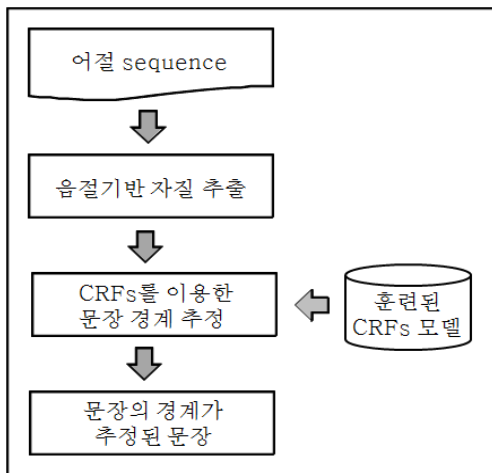 어절 sequence
음절기반 자질 추출
CRFs를 이용한
문장 경계 추정
훈련된
CRFs 모델
문장의 경계가
추정된 문장